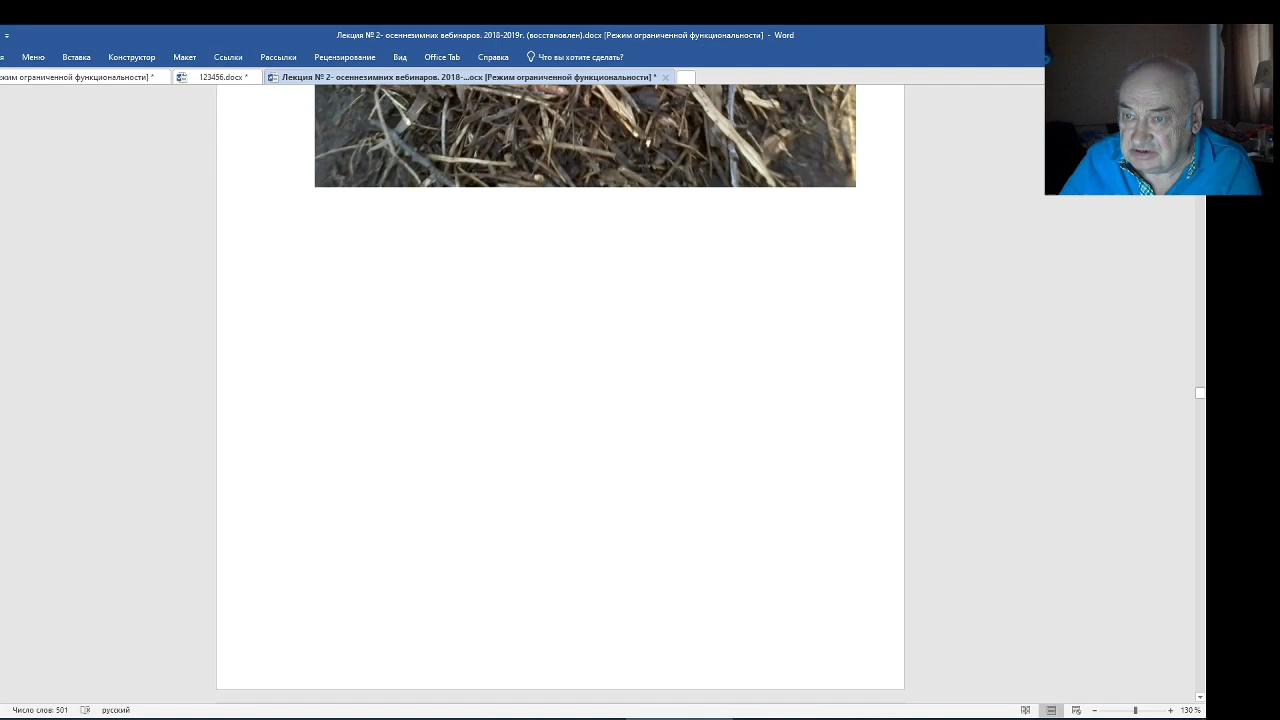 Лекция № 2- осеннезимних вебинаров. 2018-2019г. (восстановлен).docx [Режим ограниченной функциональности] - Word
я Меню Вставка Конструктор Макет Ссылки Рассылки Рецензирование Вид Office Tab Справка Что вы хотите сделать?
ежим ограниченной функциональности] * 123456.docx * Лекция № 2- осеннезимних вебинаров. 2018-...ocx [Режим ограниченной функциональности] *
Число слов: 501 русский 130 %